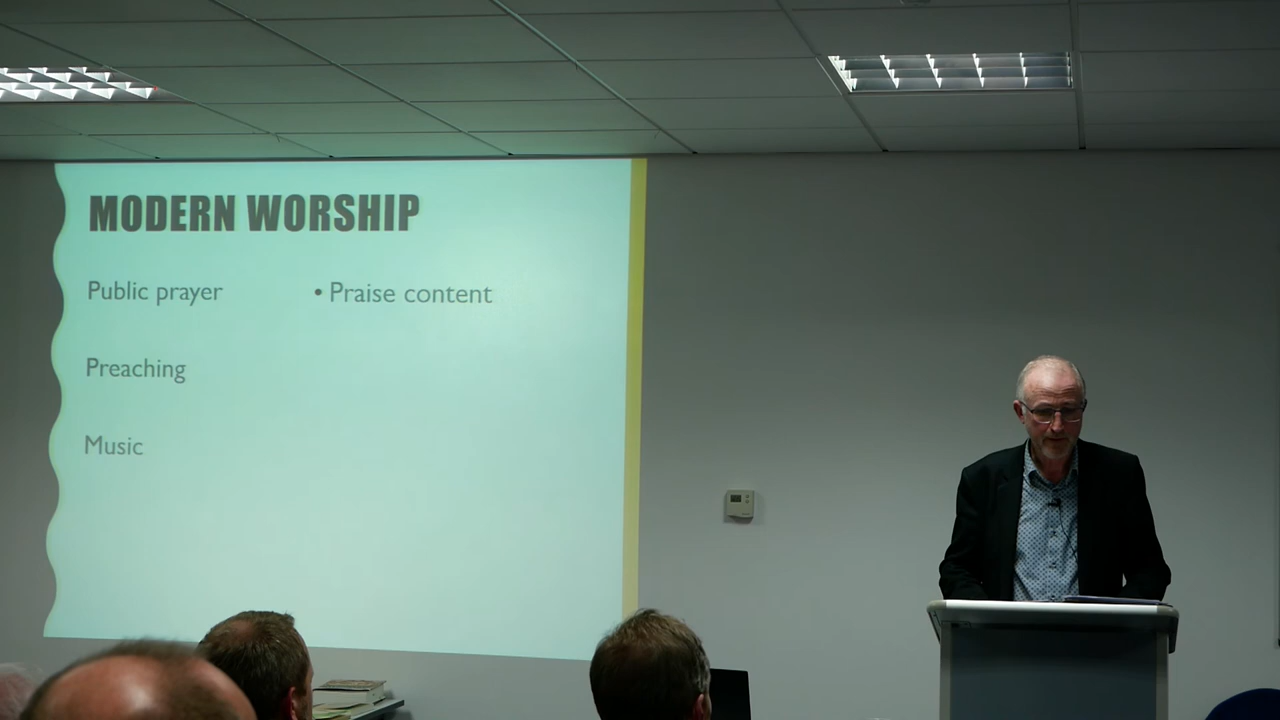 MODERN WORSHIP
Public prayer
• Praise content
Preaching
Music